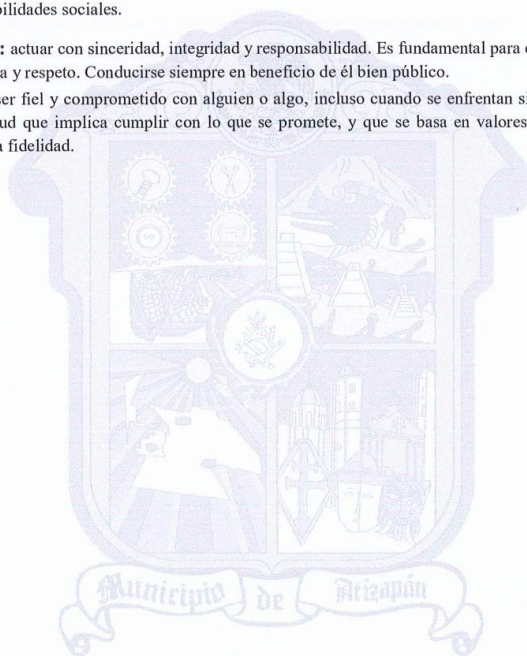 bilidades sociales.
: actuar con sinceridad, integridad y responsabilidad. Es fundamental para
a y respeto. Conducirse siempre en beneficio de él bien público.
er fiel y comprometido con alguien o algo, incluso cuando se enfrentan
ud que implica cumplir con lo que se promete, y que se basa en valores
a fidelidad.
Municipio de Atizapán